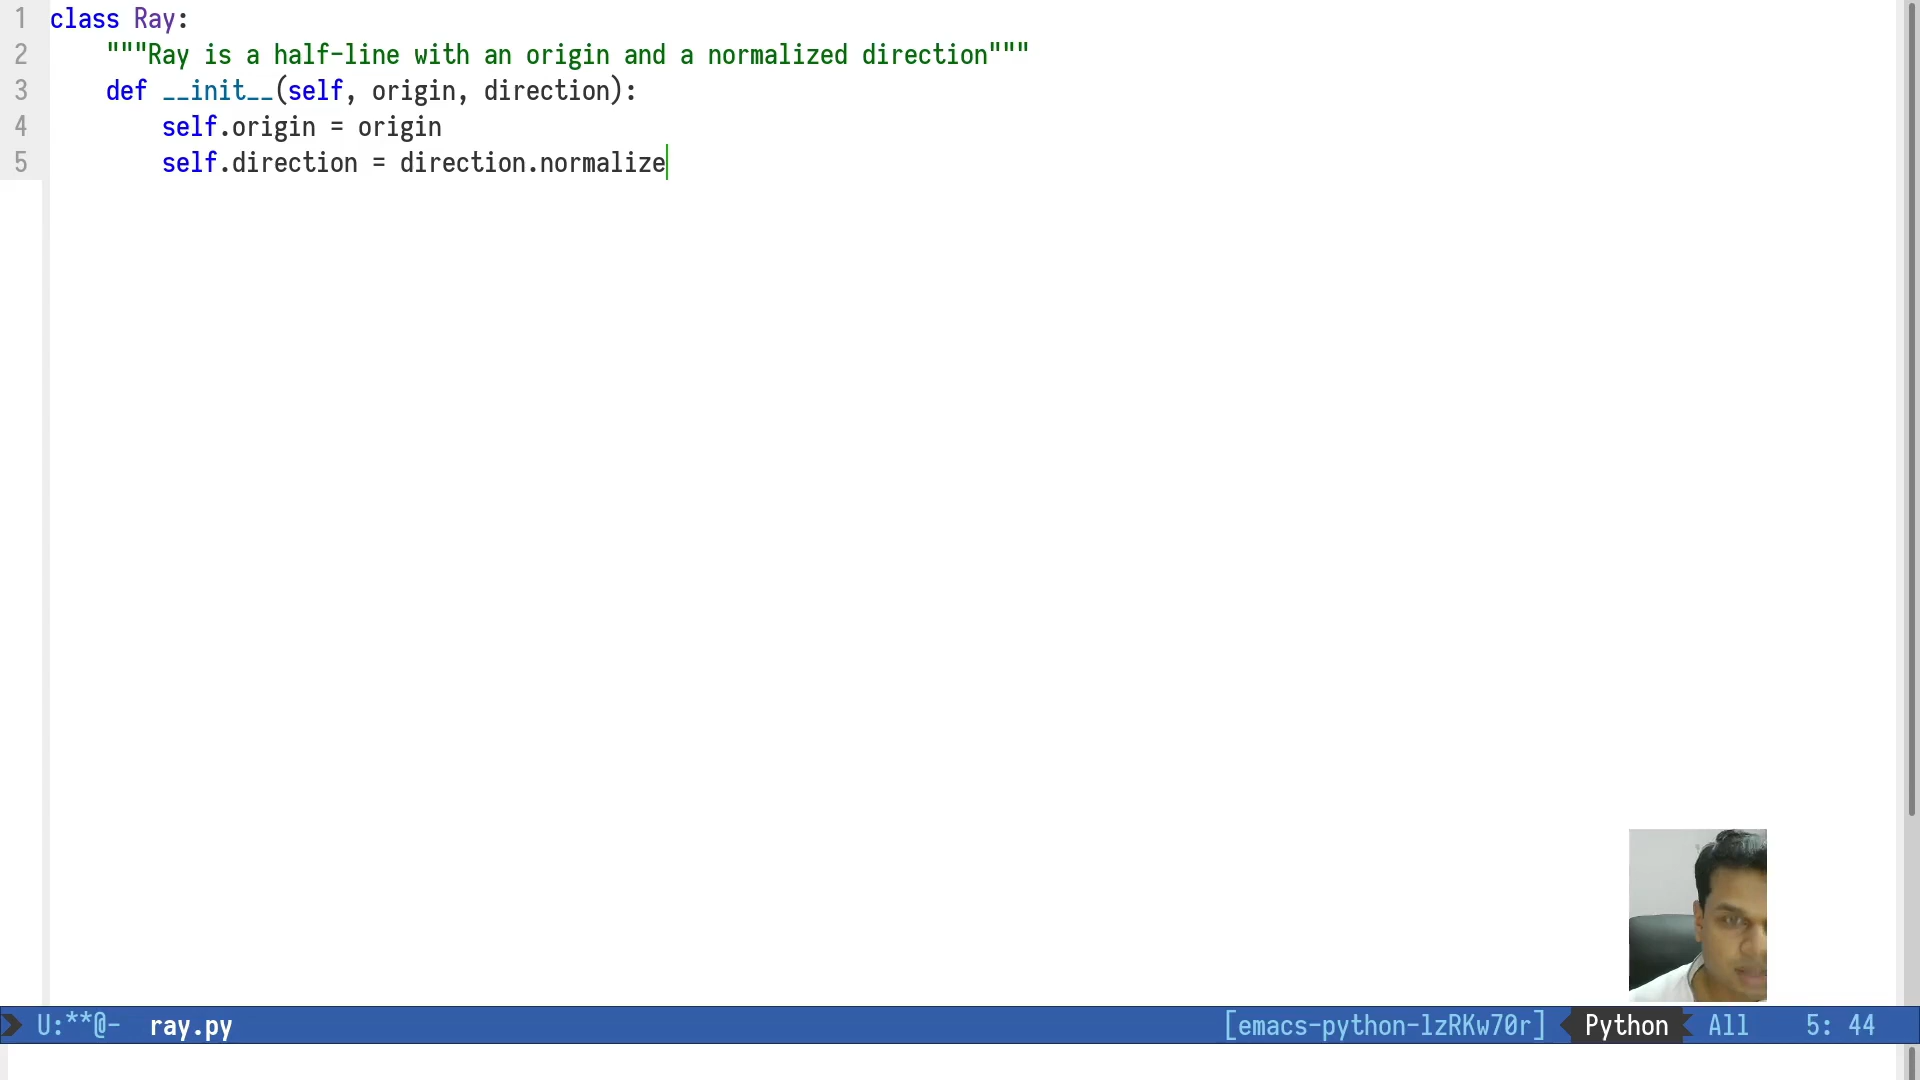 1 class Ray:
2 """Ray is a half-line with an origin and a normalized direction"""
3 def __init__(self, origin, direction):
4 self.origin = origin
5 self.direction = direction.normalize
U:**@- ray.py [emacs-python-lzRKw70r] Python All 5: 44